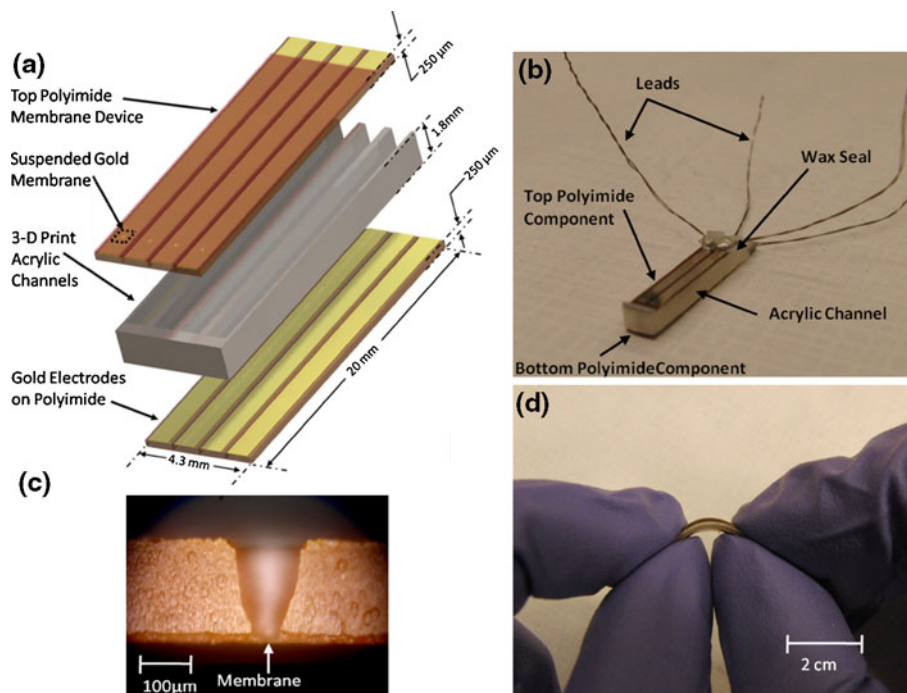 (a)
Top Polyimide
Membrane Device
Suspended Gold
Membrane
3-D Print
Acrylic Channels
Gold Electrodes
on Polyimide
250 µm
1.8mm
250 µm
20 mm
4.3 mm
(b)
Leads
Wax Seal
Top Polyimide
Component
Acrylic Channel
Bottom PolyimideComponent
(c)
100µm
Membrane
(d)
2 cm